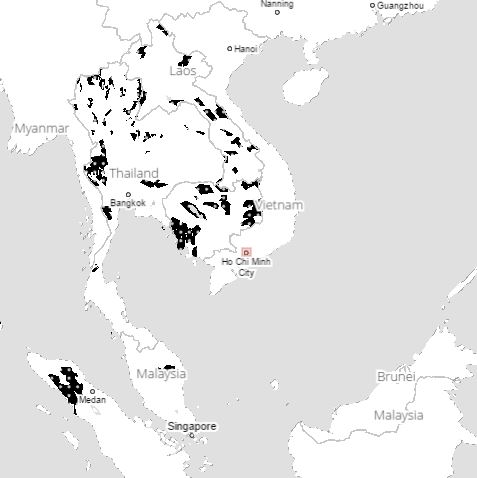 Nanning
Guangzhou
Hanoi
Laos
Myanmar
Thailand
Bangkok
Vietnam
Ho Chi Minh
City
Malaysia
Medan
Singapore
Brunei
Malaysia